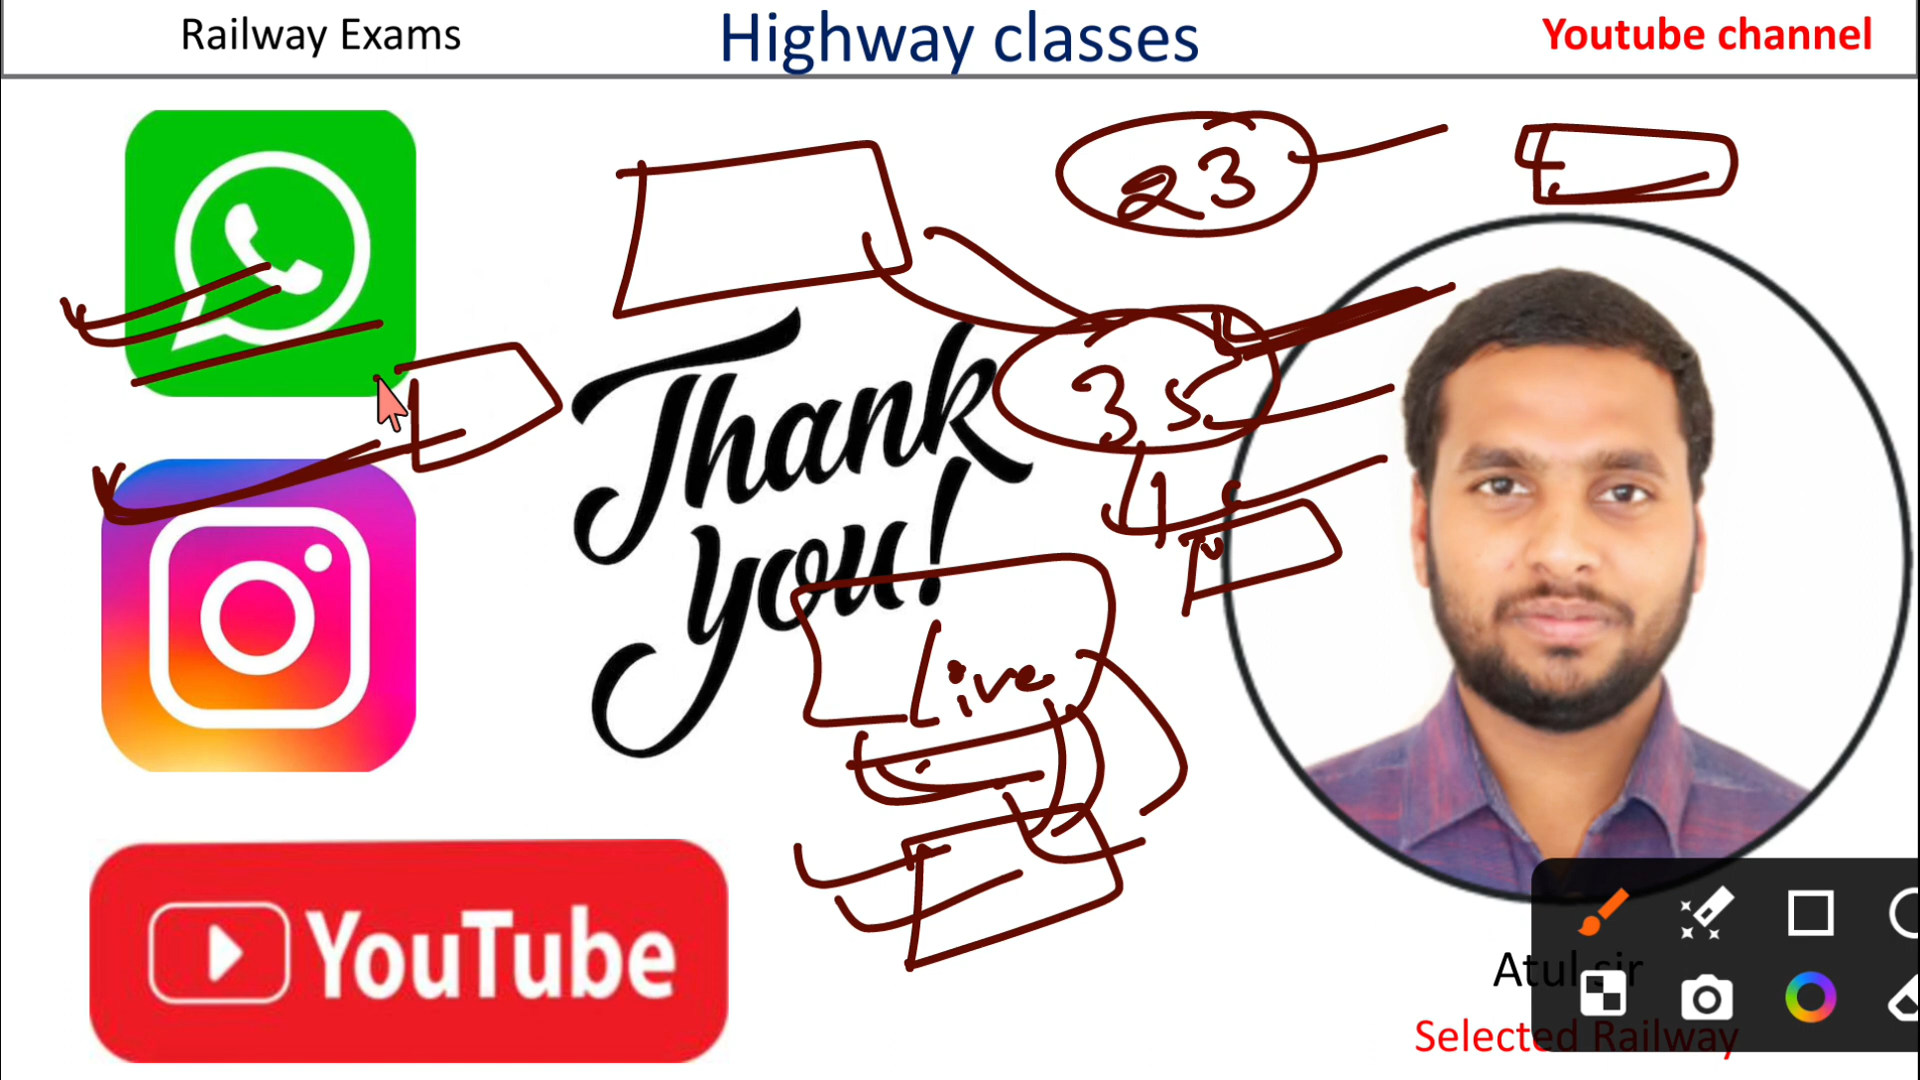 Railway Exams
Highway classes
Youtube channel
23
35
Thank
you!
Live
YouTube
Atul sir
Selected Railway